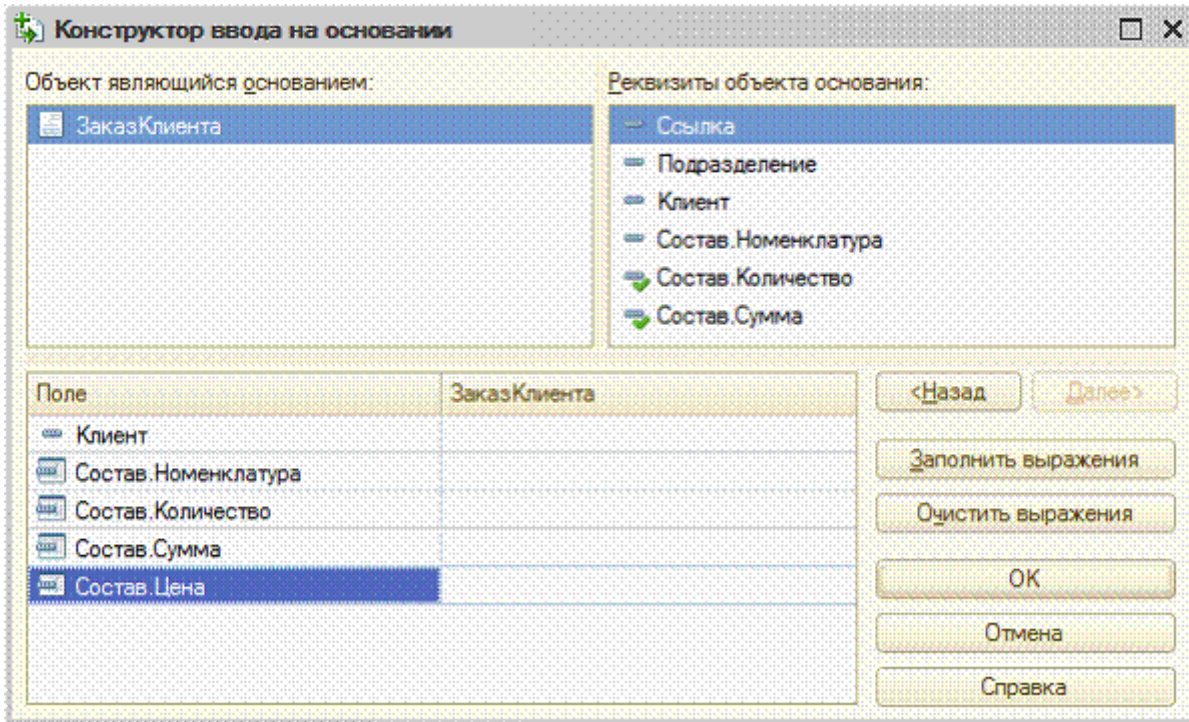 Конструктор ввода на основании
Объект являющийся основанием:
Реквизиты объекта основания:
ЗаказКлиента
Ссылка
Подразделение
Клиент
Состав.Номенклатура
Состав.Количество
Состав.Сумма
Поле
ЗаказКлиента
Клиент
Состав.Номенклатура
Состав.Количество
Состав.Сумма
Состав.Цена
<Назад
Далее>
Заполнить выражения
Очистить выражения
ОК
Отмена
Справка